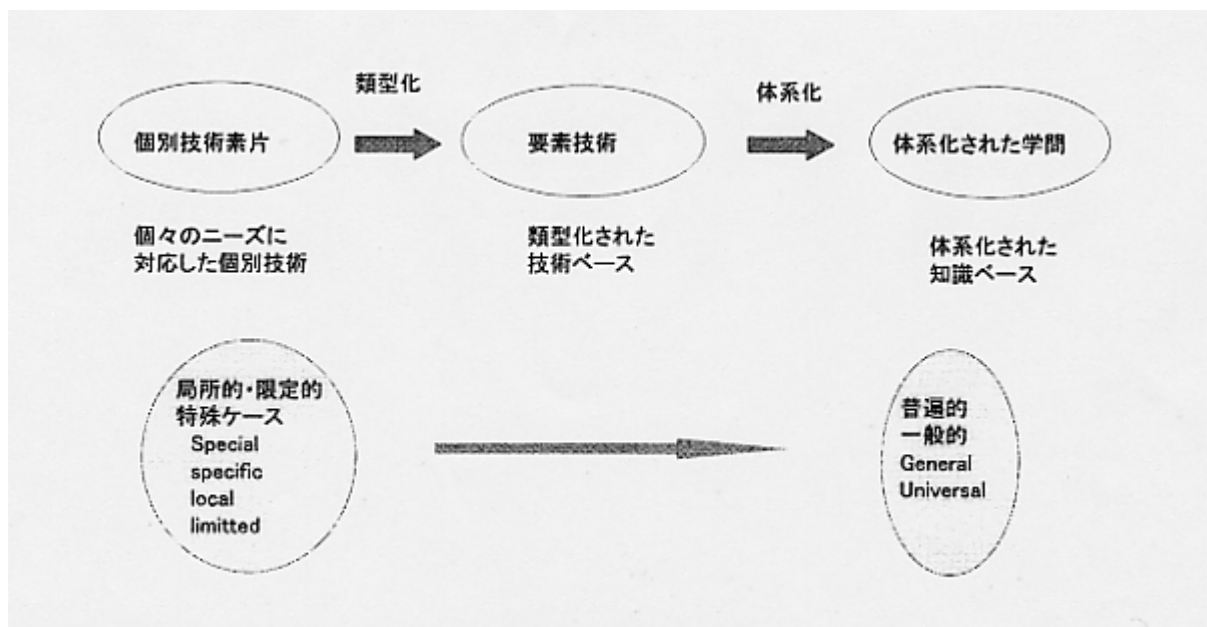 類型化
体系化
個別技術素片
要素技術
体系化された学問
個々のニーズに
対応した個別技術
類型化された
技術ベース
体系化された
知識ベース
局所的・限定的
特殊ケース
Special
specific
local
limitted
普遍的
一般的
General
Universal